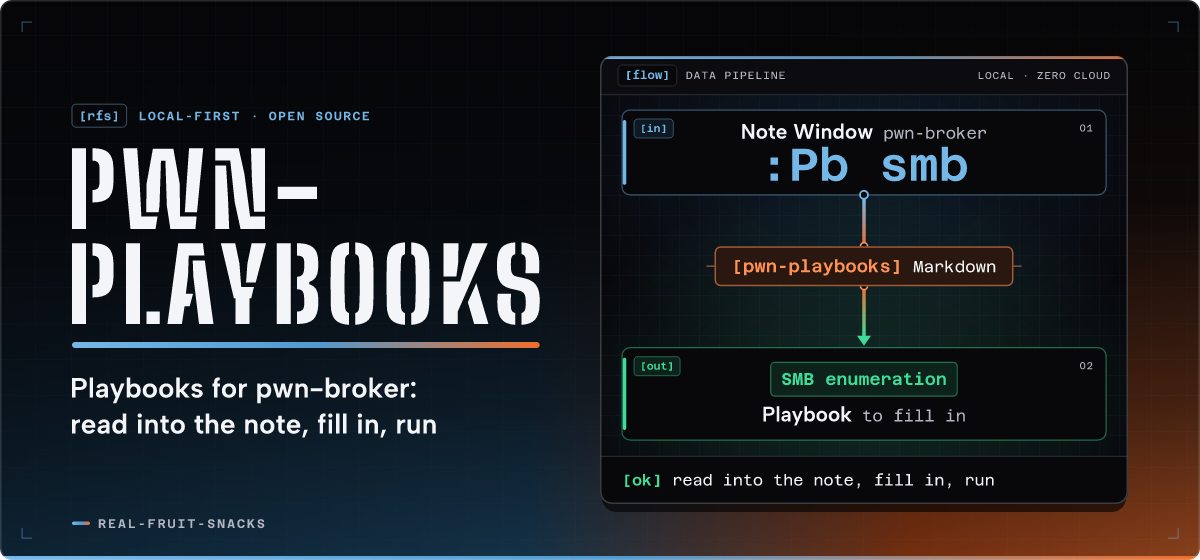 [rfs] LOCAL-FIRST · OPEN SOURCE
PWN-
PLAYBOOKS
Playbooks for pwn-broker:
read into the note, fill in, run
REAL-FRUIT-SNACKS
[flow] DATA PIPELINE
LOCAL · ZERO CLOUD
[in]
Note Window pwn-broker
01
:Pb smb
[pwn-playbooks] Markdown
[out]
SMB enumeration
02
Playbook to fill in
[ok] read into the note, fill in, run